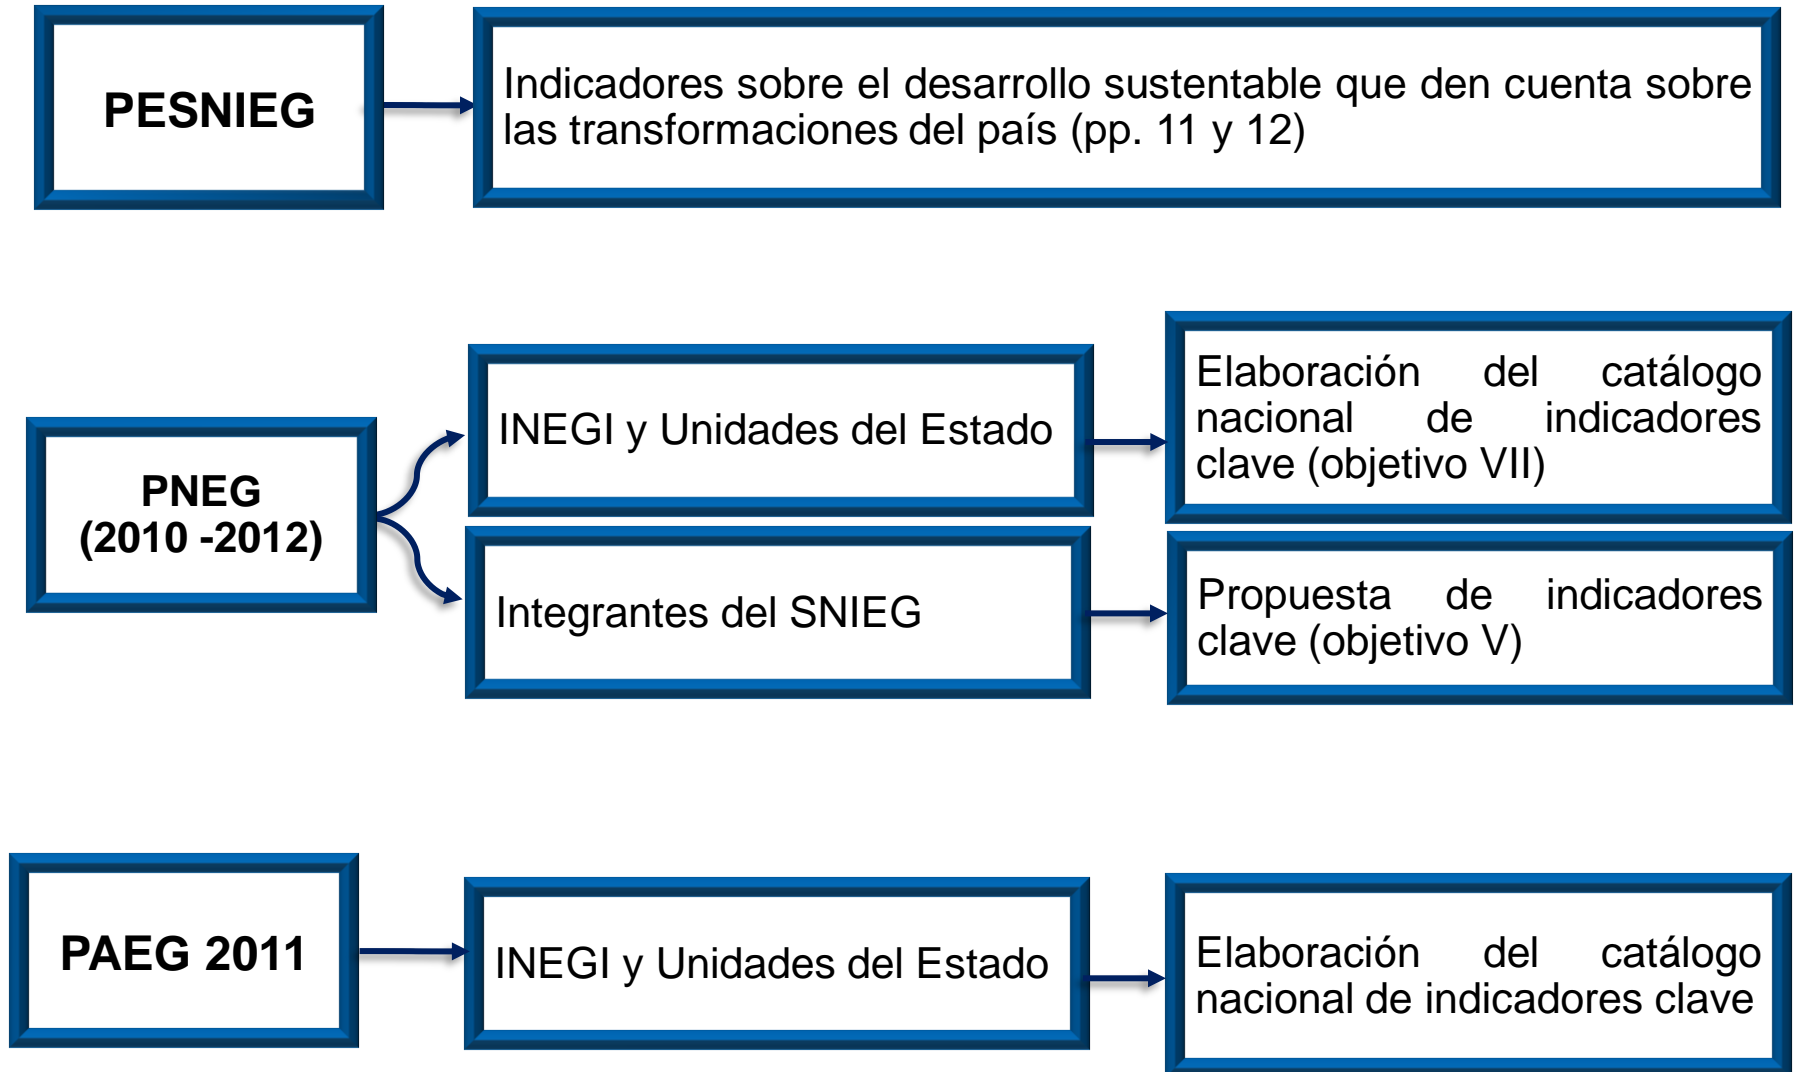 PESNIEG
Indicadores sobre el desarrollo sustentable que den cuenta sobre
las transformaciones del país (pp. 11 y 12)
PNEG
(2010 -2012)
INEGI y Unidades del Estado
Elaboración del catálogo
nacional de indicadores
clave (objetivo VII)
Integrantes del SNIEG
Propuesta de indicadores
clave (objetivo V)
PAEG 2011
INEGI y Unidades del Estado
Elaboración del catálogo
nacional de indicadores clave